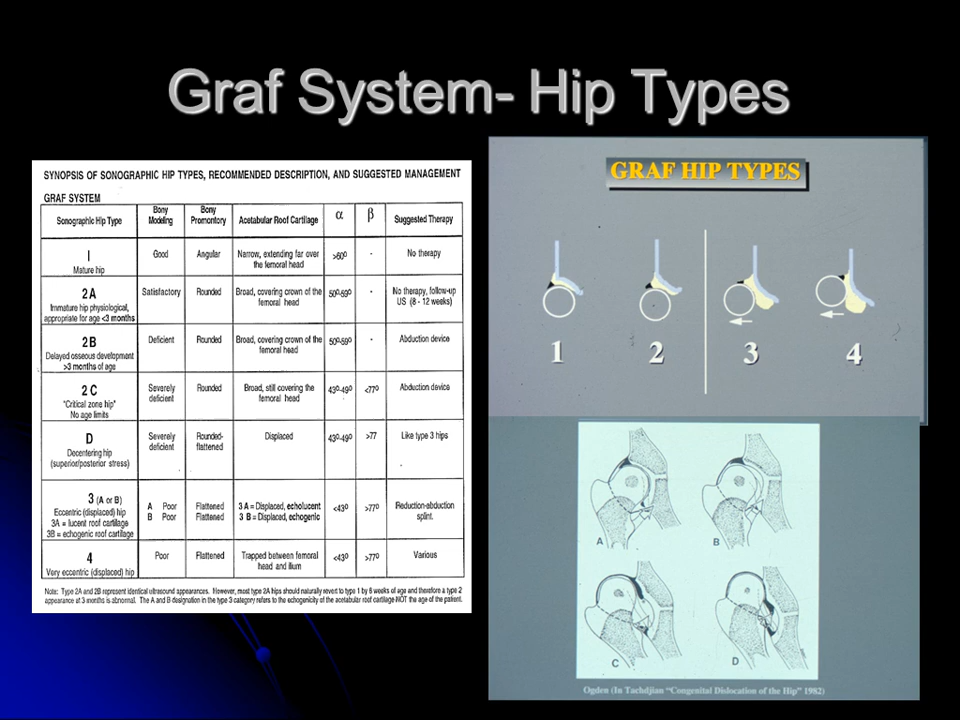 Graf System- Hip Types
SYNOPSIS OF SONOGRAPHIC HIP TYPES, RECOMMENDED DESCRIPTION, AND SUGGESTED MANAGEMENT
GRAF SYSTEM
Sonographic Hip Type
Bony
Modeling
Bony
Promontory
Acetabular Roof Cartilage
α
β
Suggested Therapy
I
Mature hip
Good
Angular
Narrow, extending far over
the femoral head
>60º
-
No therapy
2 A
Immature hip physiological,
appropriate for age <3 months
Satisfactory
Rounded
Broad, covering crown of the
femoral head
50º-59º
-
No therapy, follow-up
US (8 - 12 weeks)
2 B
Delayed osseous development
>3 months of age
Deficient
Rounded
Broad, covering crown of the
femoral head
50º-59º
-
Abduction device
2 C
"Critical zone hip"
No age limits
Severely
deficient
Rounded
Broad, still covering the
femoral head
43º-49º
<77º
Abduction device
D
Decentering hip
(superior/posterior stress)
Severely
deficient
Rounded-
flattened
Displaced
43º-49º
>77
Like type 3 hips
3 (A or B)
Eccentric (displaced) hip
3A = lucent roof cartilage
3B = echogenic roof cartilage
A Poor
B Poor
Flattened
Flattened
3 A = Displaced, echolucent
3 B = Displaced, echogenic
<43º
>77º
Reduction-abduction
splint.
4
Very eccentric (displaced) hip
Poor
Flattened
Trapped between femoral
head and ilium
<43º
>77º
Various
Note: Type 2A and 2B represent identical ultrasound appearances. However, most type 2A hips should naturally revert to type 1 by 6 weeks of age and therefore a type 2
appearance at 3 months is abnormal. The A and B designation in the type 3 category refers to the echogenicity of the acetabular roof cartilage NOT the age of the patient.
GRAF HIP TYPES
1 2 3 4
A B
C D
Ogden (In Tachdjian "Congenital Dislocation of the Hip" 1982)